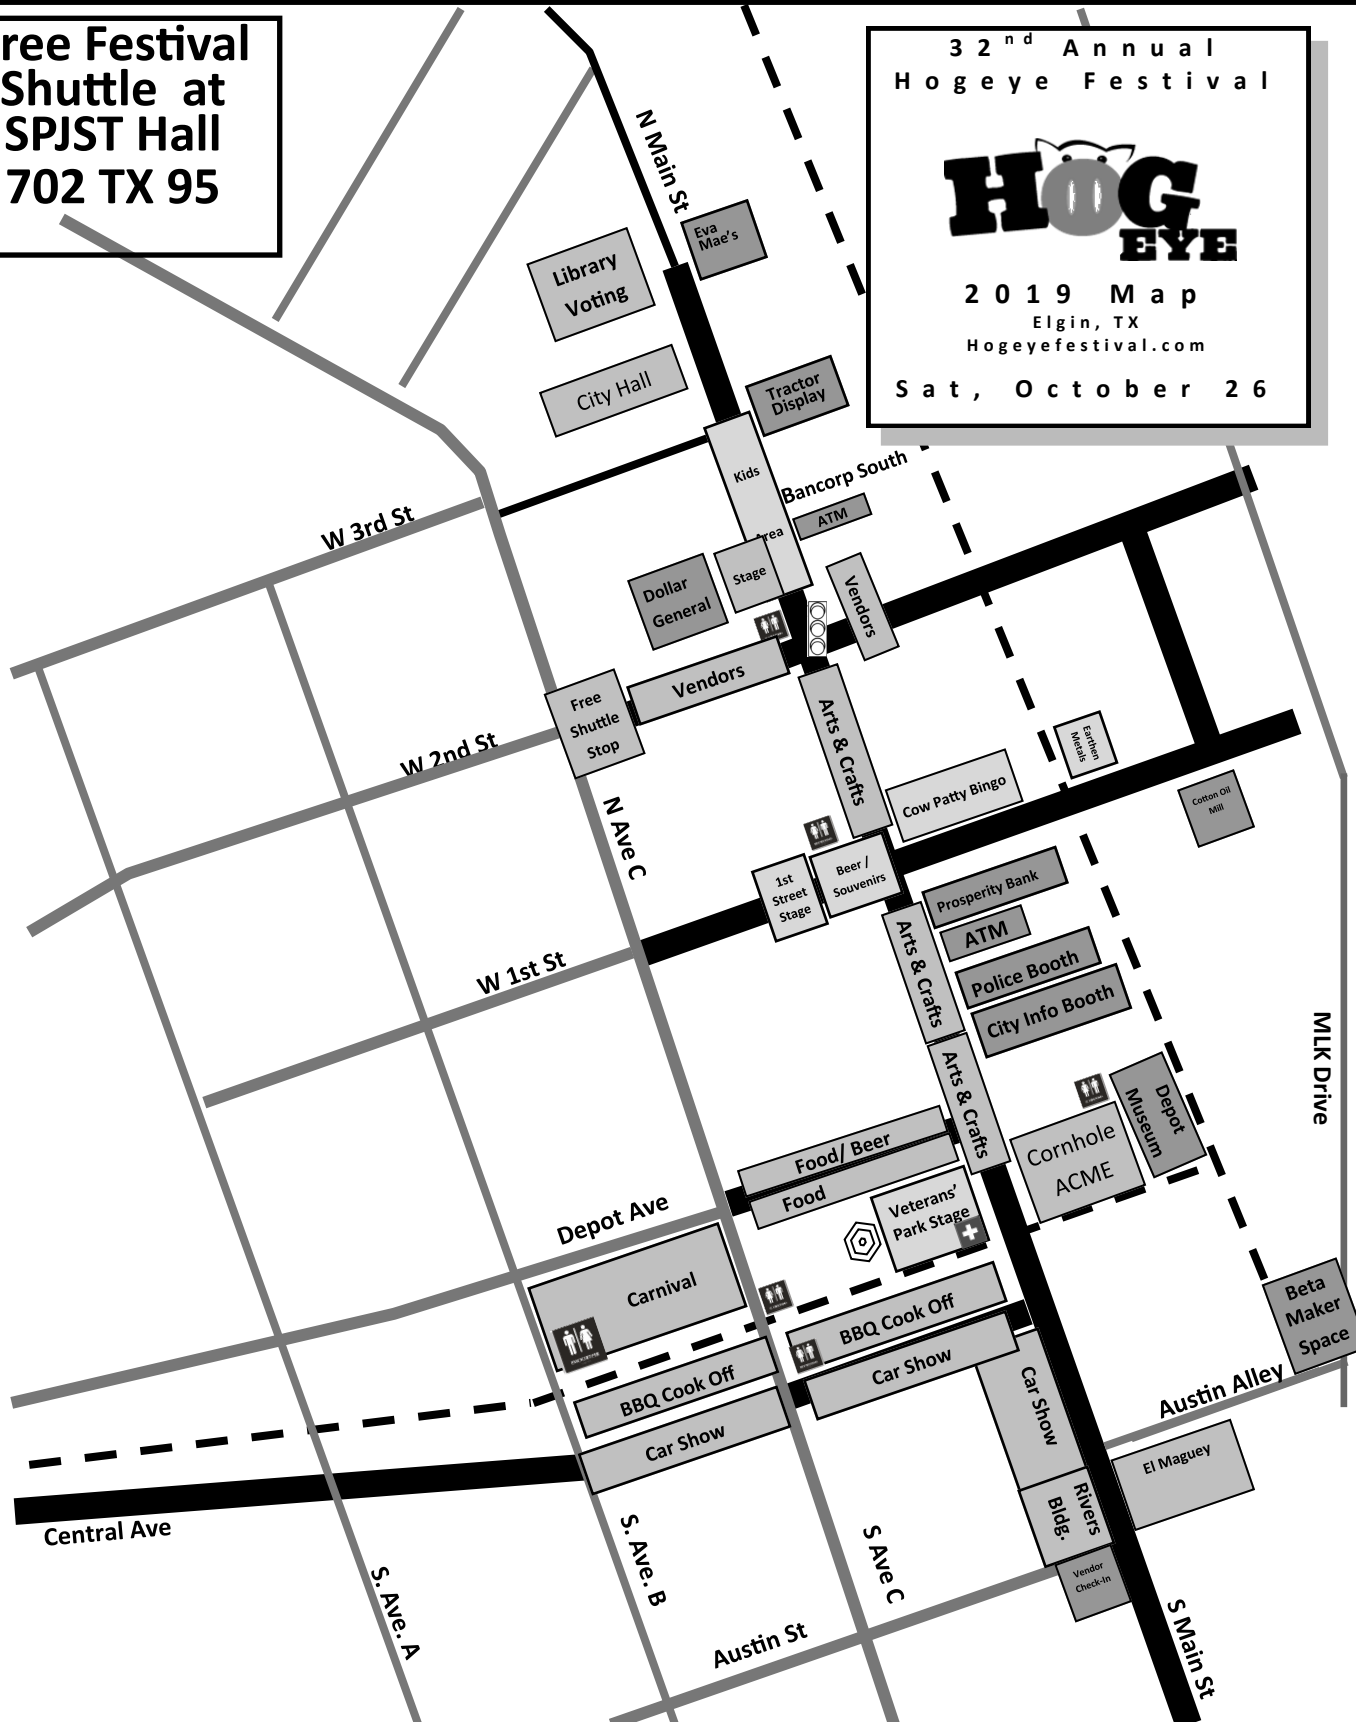 ree Festival
Shuttle at
SPJST Hall
702 TX 95
32nd Annual
Hogeye Festival
HOG
EYE
2019 Map
Elgin, TX
Hogeyefestival.com
Sat, October 26
N Main St
Eva
Mae's
Library
Voting
City Hall
Tractor
Display
Kids
Area
Bancorp South
ATM
W 3rd St
Stage
Dollar
General
Vendors
Vendors
Free
Shuttle
Stop
W 2nd St
Arts & Crafts
Earthen
Metals
Cow Patty Bingo
Cotton Oil
Mill
N Ave C
1st
Street
Stage
Beer /
Souvenirs
Prosperity Bank
ATM
Arts & Crafts
Police Booth
City Info Booth
W 1st St
MLK Drive
Arts & Crafts
Depot
Museum
Cornhole
ACME
Food/ Beer
Food
Veterans'
Park Stage
Depot Ave
Carnival
BBQ Cook Off
Beta
Maker
Space
BBQ Cook Off
Car Show
Car Show
Car Show
Austin Alley
El Maguey
Rivers
Bldg.
Central Ave
S. Ave. A
S. Ave. B
S Ave C
Vendor
Check-In
Austin St
S Main St